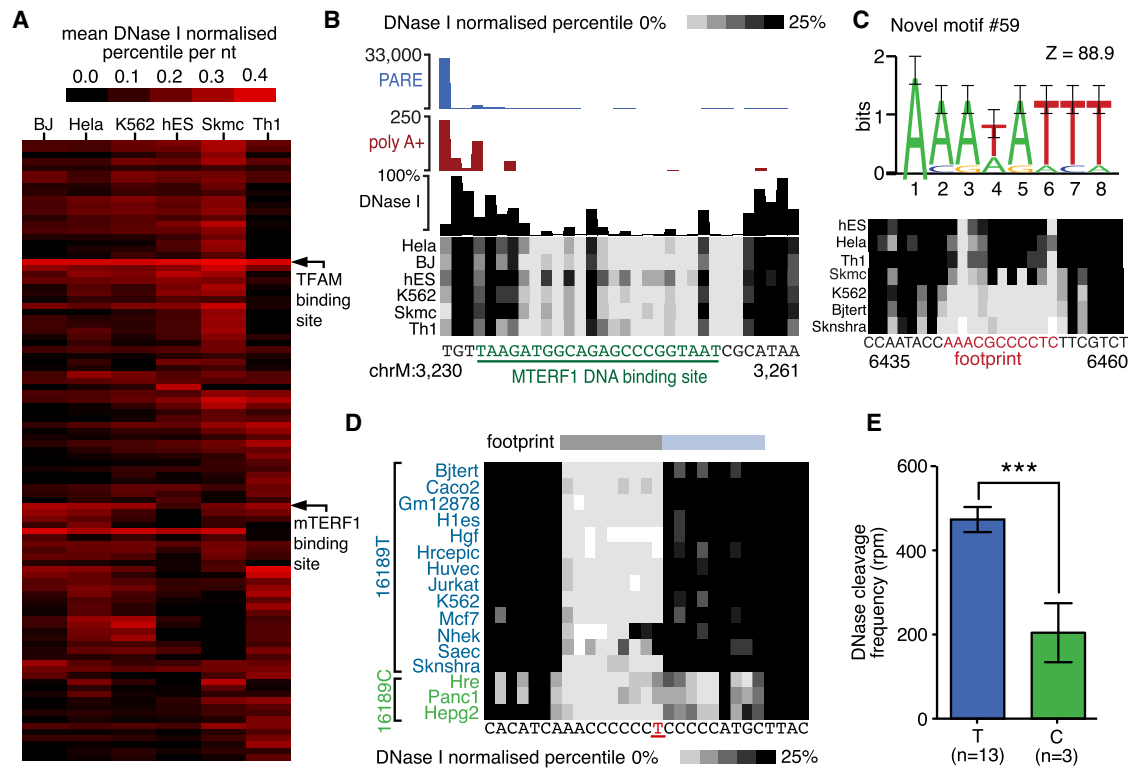 A
mean DNase I normalised
percentile per nt
0.0 0.1 0.2 0.3 0.4
BJ Hela K562 hES Skmc Th1
TFAM
binding
site
mTERF1
binding
site
B
DNase I normalised percentile 0% 25%
33,000
PARE
250
poly A+
100%
DNase I
Hela
BJ
hES
K562
Skmc
Th1
TGTTAAGATGGCAGAGCCCGGTAATCGCATAA
chrM:3,230 3,261
MTERF1 DNA binding site
C
Novel motif #59
Z = 88.9
2
1
0
bits
A A A T A T T T
C G A G A C A
1 2 3 4 5 6 7 8
hES
Hela
Th1
Skmc
K562
Bjtert
Sknshra
CCAATACCAAACGCCCCTCTTCGTCT
6435 footprint 6460
D
footprint
16189T
Bjtert
Caco2
Gm12878
H1es
Hgf
Hrcepic
Huvec
Jurkat
K562
Mcf7
Nhek
Saec
Sknshra
16189C
Hre
Panc1
Hepg2
CACATCAAACCCCCCTCCCCCATGCTTAC
DNase I normalised percentile 0% 25%
E
DNase cleavage
frequency (rpm)
600
400
200
0
***
T C
(n=13) (n=3)